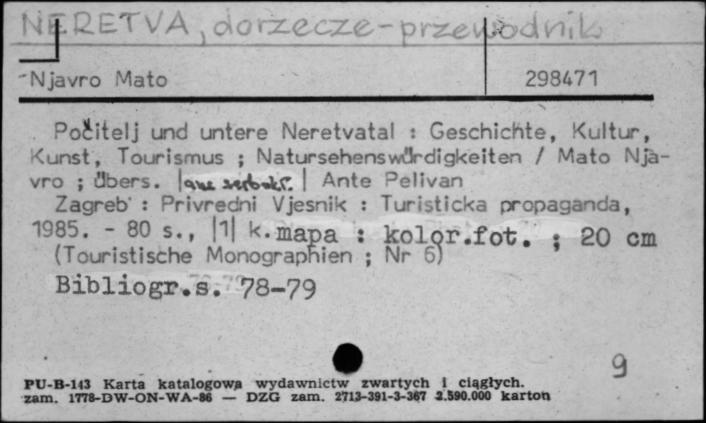 NERETVA, dorzecze-przewodnik
Njavro Mato 298471
Počitelj und untere Neretvatal : Geschichte, Kultur,
Kunst, Tourismus ; Natursehenswürdigkeiten / Mato Nja-
vro ; übers. |aus serbokr.| Ante Pelivan
Zagreb : Privredni Vjesnik : Turisticka propaganda,
1985. - 80 s., |1| k.mapa : kolor.fot. ; 20 cm
(Touristische Monographien ; Nr 6)
Bibliogr.s. 78-79
9
PU-B-143 Karta katalogowa wydawnictw zwartych i ciągłych.
zam. 1778-DW-ON-WA-86 — DZG zam. 2713-391-3-367 2.590.000 karton